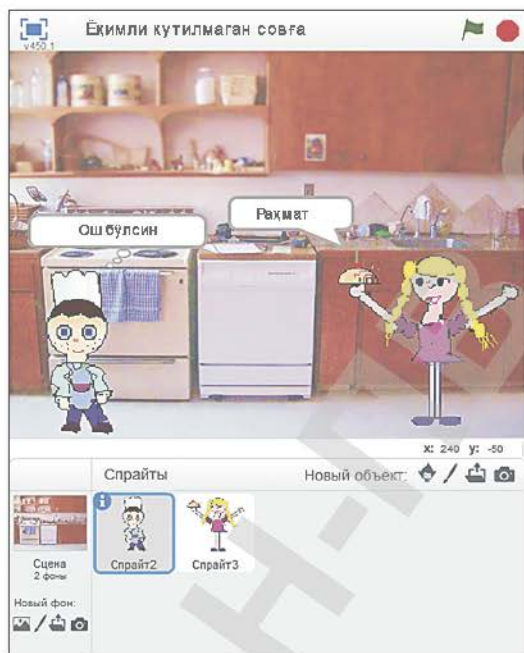 Ёқимли кутилмаган совға
v450.1
Ош бўлсин
Раҳмат
x: 240 y: -50
Спрайты
Новый объект:
Сцена
2 фоны
Спрайт2
Спрайт3
Новый фон: